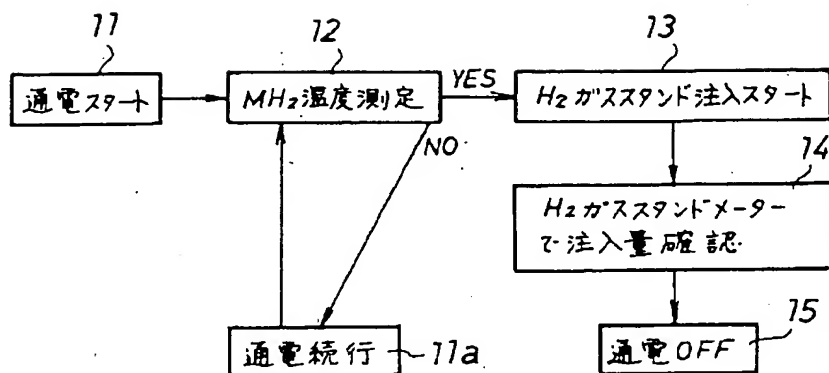 11
12
13
通電スタート
MH2温度測定
YES
H2ガススタンド注入スタート
NO
14
H2ガススタンドメーター
で注入量確認
通電続行
11a
通電OFF
15